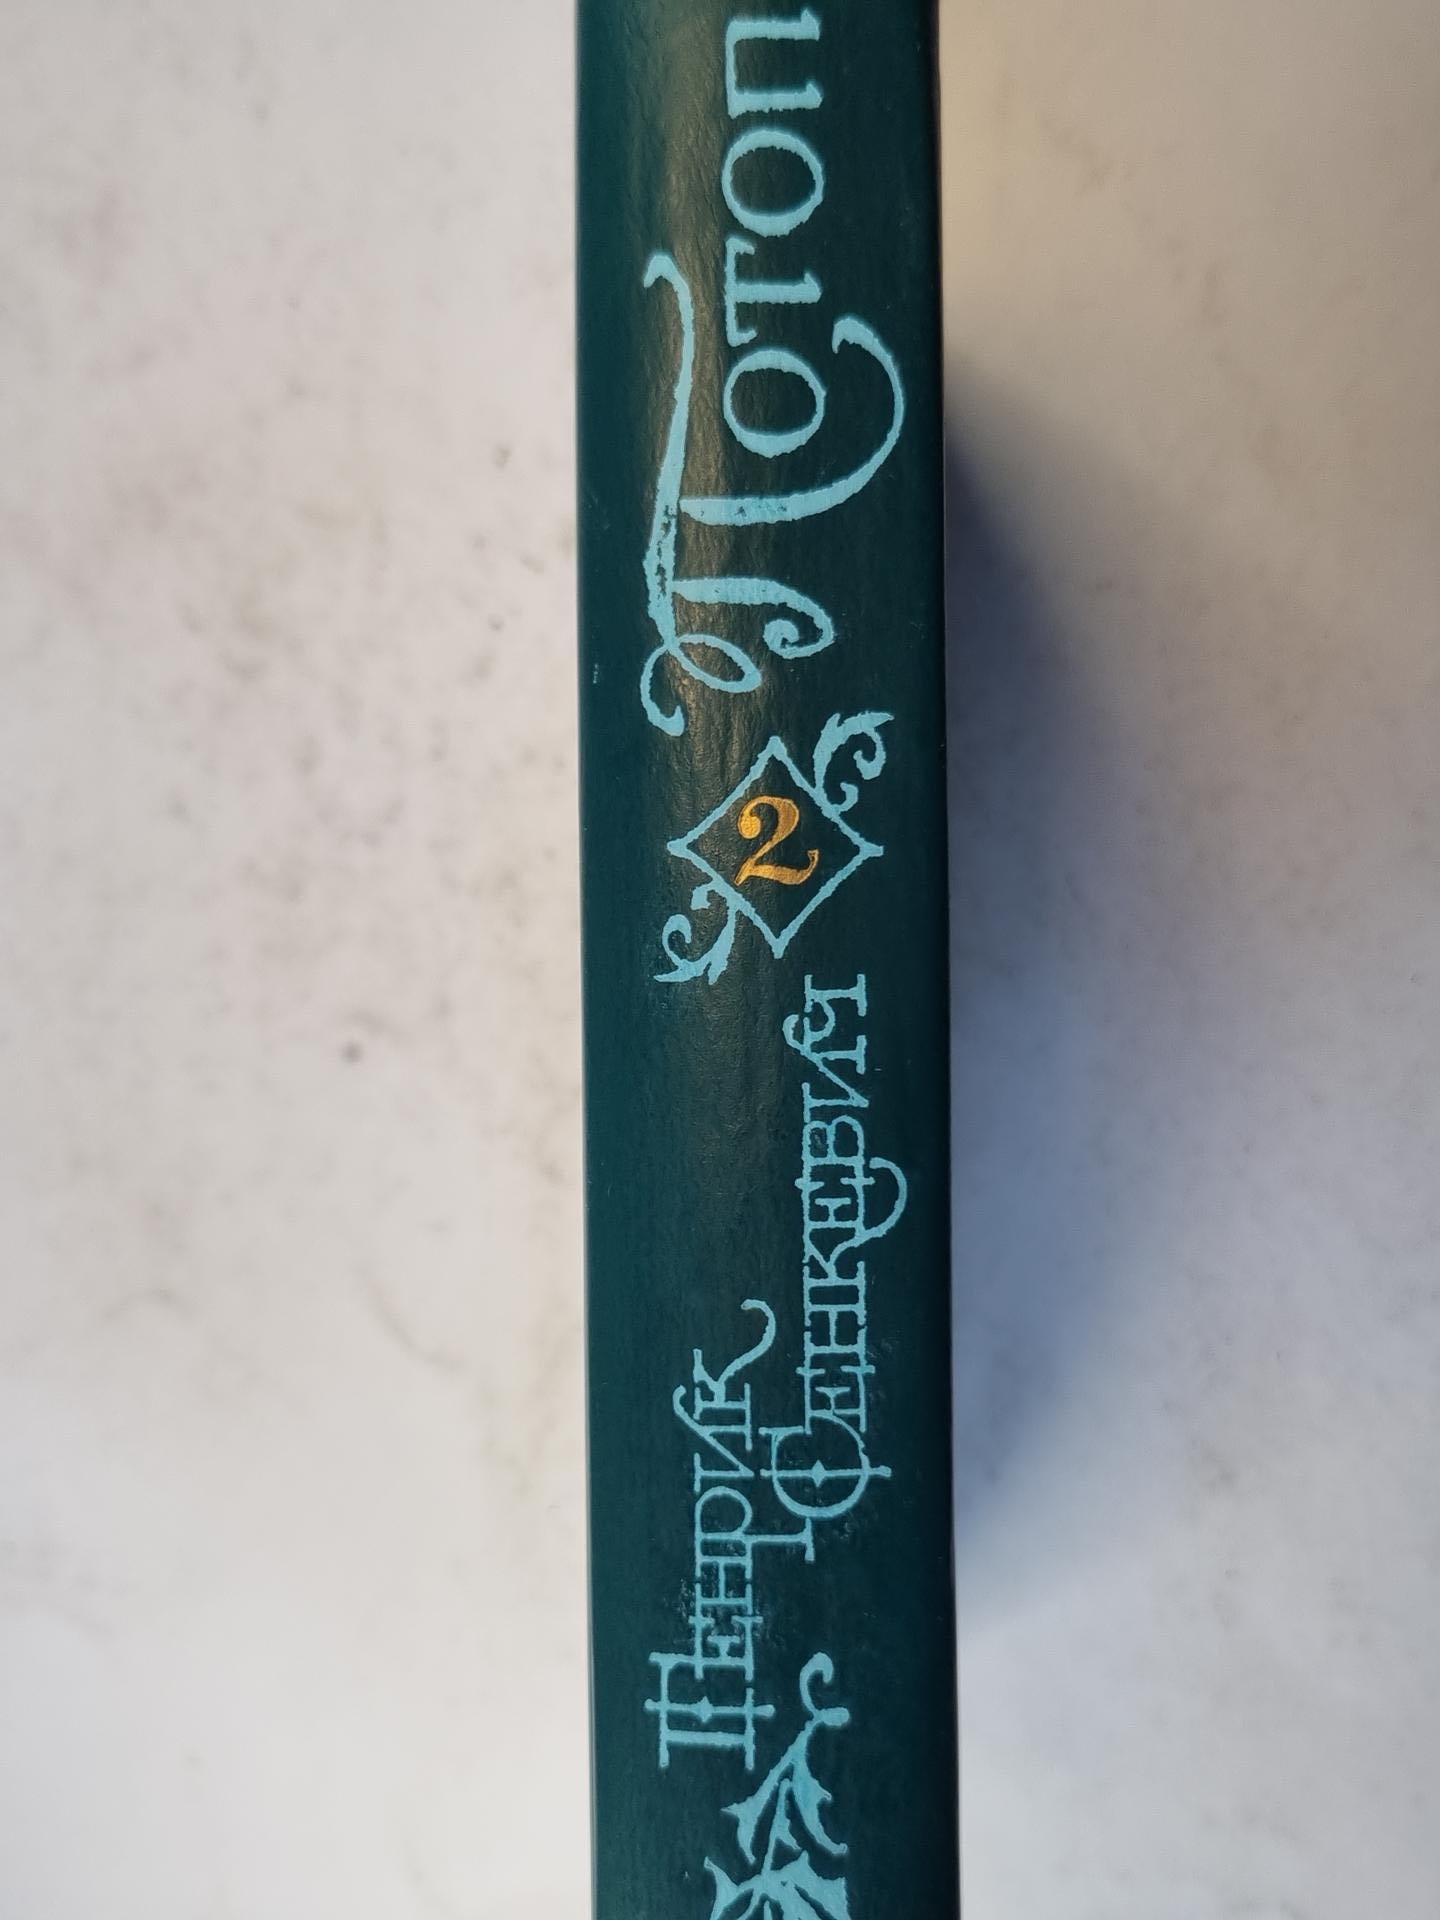 Генрик
Сенкевич
2
Потоп